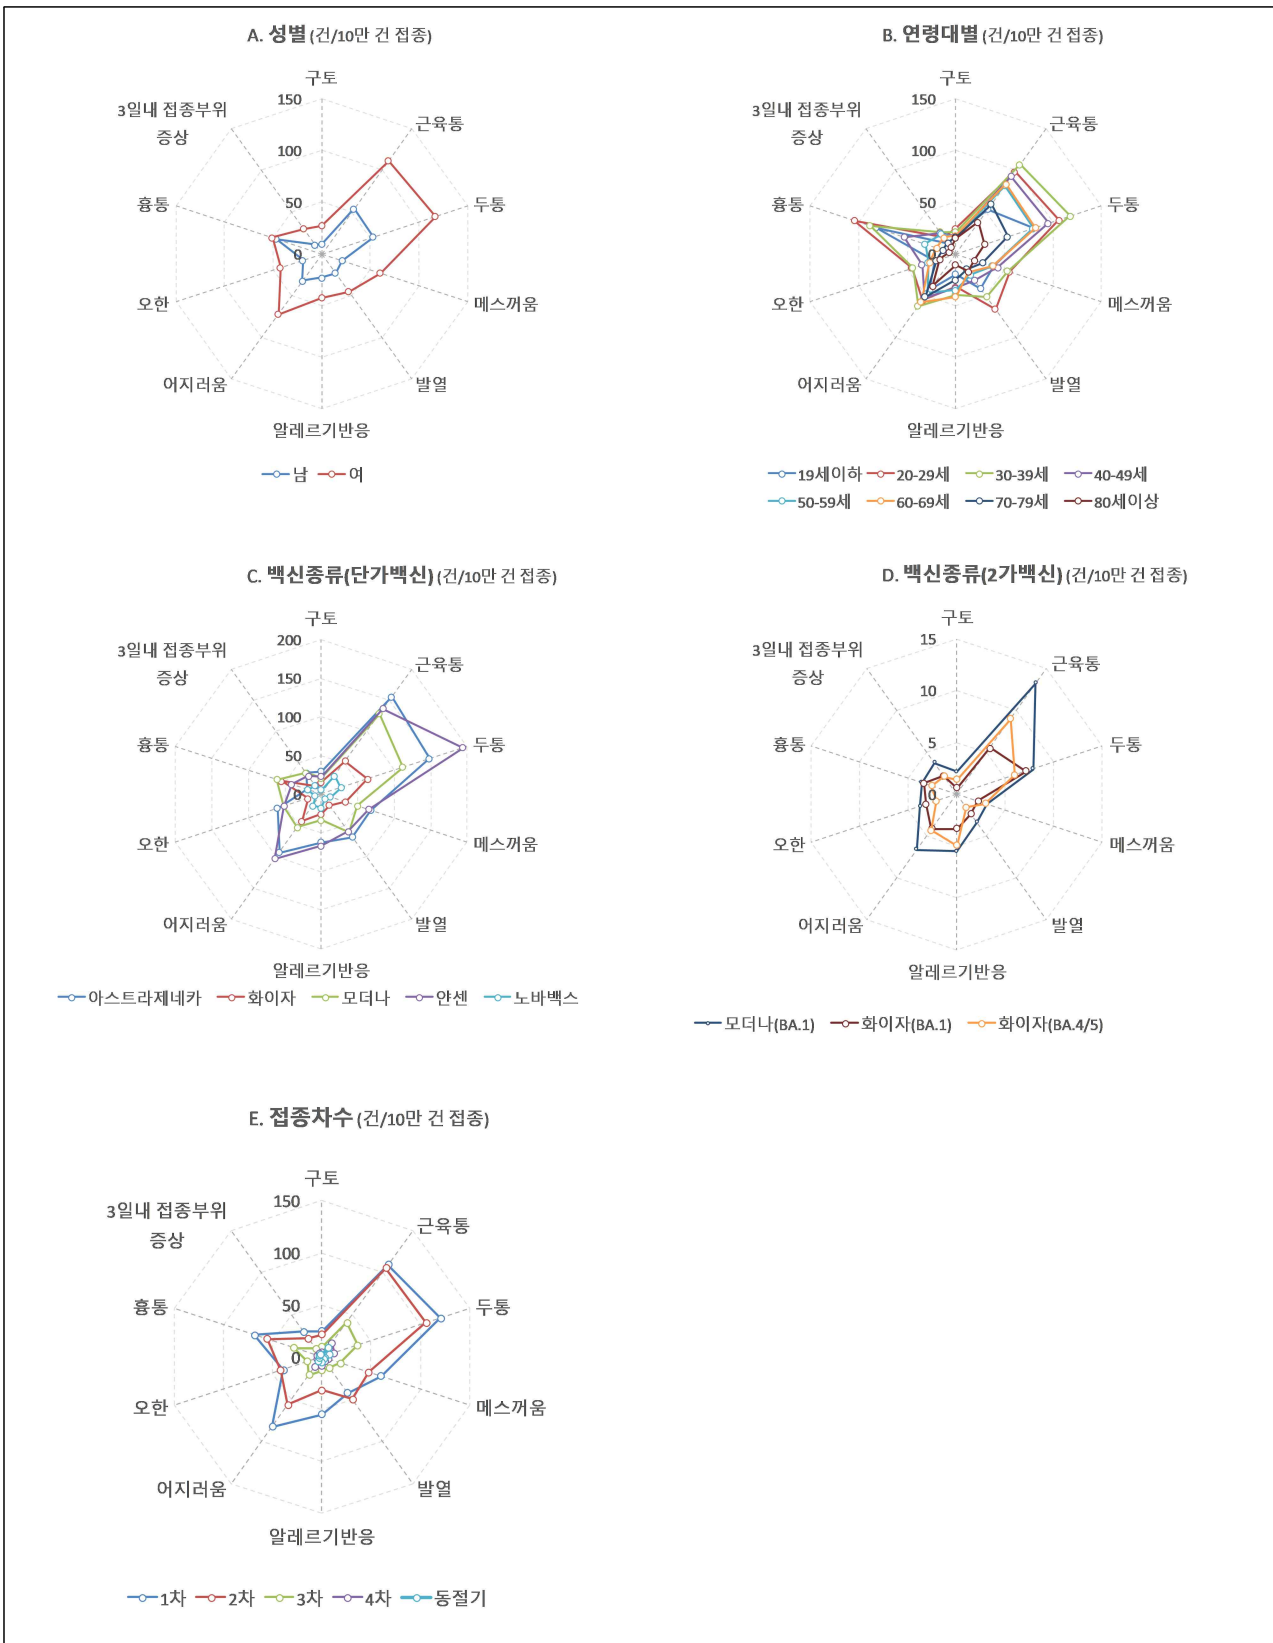 A. 성별 (건/10만 건 접종)
구토
근육통
두통
메스꺼움
발열
알레르기반응
어지러움
오한
흉통
3일내 접종부위
증상
150
100
50
0
남 여
B. 연령대별 (건/10만 건 접종)
구토
근육통
두통
메스꺼움
발열
알레르기반응
어지러움
오한
흉통
3일내 접종부위
증상
150
100
50
0
19세이하 20-29세 30-39세 40-49세
50-59세 60-69세 70-79세 80세이상
C. 백신종류(단가백신) (건/10만 건 접종)
구토
근육통
두통
메스꺼움
발열
알레르기반응
어지러움
오한
흉통
3일내 접종부위
증상
200
150
100
50
0
아스트라제네카 화이자 모더나 얀센 노바백스
D. 백신종류(2가백신) (건/10만 건 접종)
구토
근육통
두통
메스꺼움
발열
알레르기반응
어지러움
오한
흉통
3일내 접종부위
증상
15
10
5
0
모더나(BA.1) 화이자(BA.1) 화이자(BA.4/5)
E. 접종차수 (건/10만 건 접종)
구토
근육통
두통
메스꺼움
발열
알레르기반응
어지러움
오한
흉통
3일내 접종부위
증상
150
100
50
0
1차 2차 3차 4차 동절기